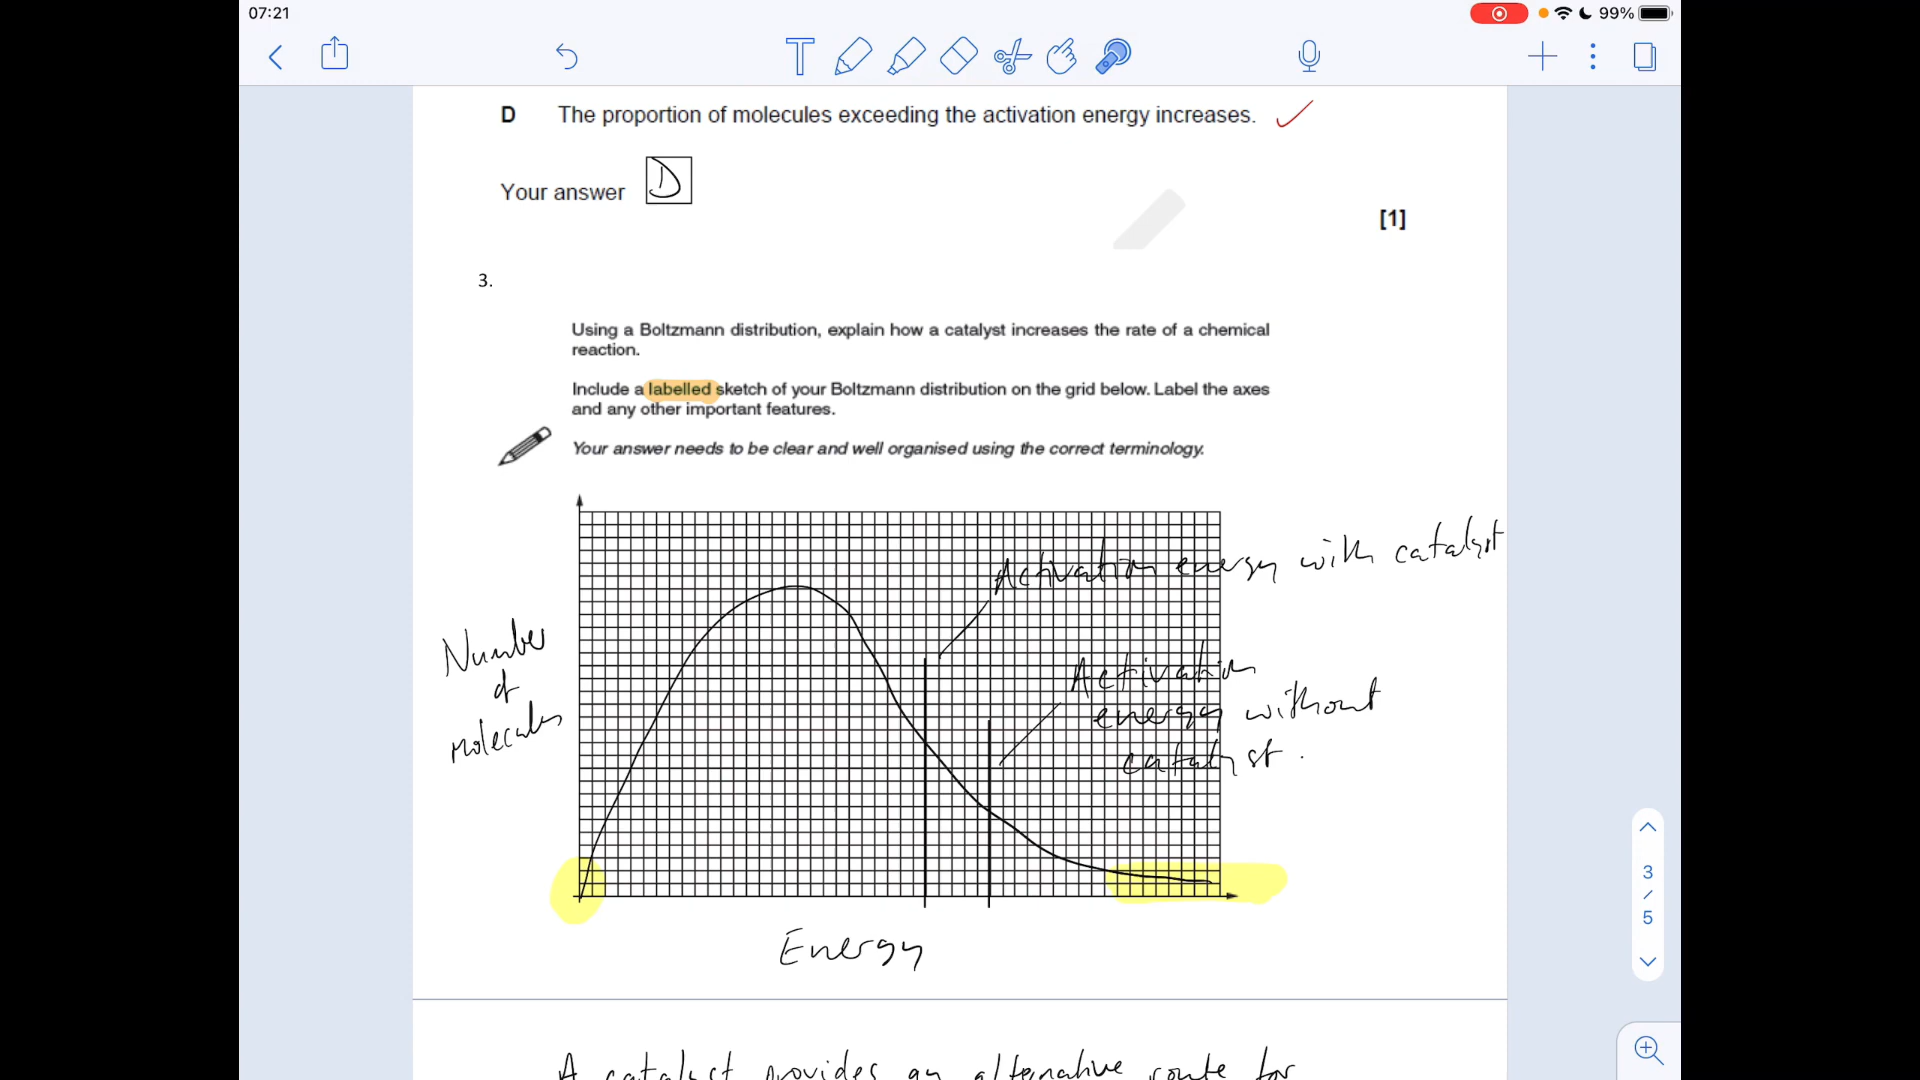 07:21
99%
D The proportion of molecules exceeding the activation energy increases.
Your answer D
[1]
3.
Using a Boltzmann distribution, explain how a catalyst increases the rate of a chemical
reaction.
Include a labelled sketch of your Boltzmann distribution on the grid below. Label the axes
and any other important features.
Your answer needs to be clear and well organised using the correct terminology.
Activation energy with catalyst
Number
of
molecules
Activation
energy without
catalyst.
Energy
3
/
5
A catalyst provides an alternative route for